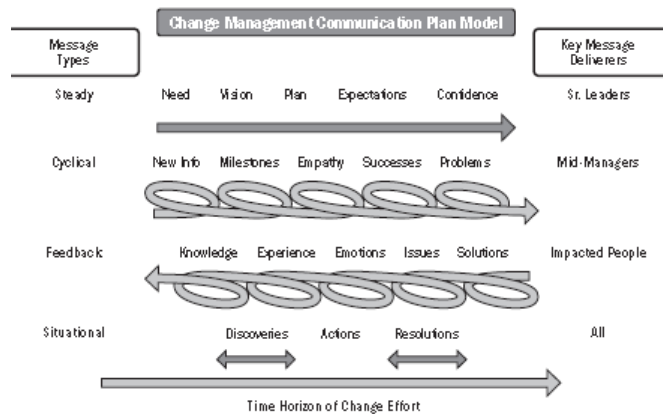 Change Management Communication Plan Model
Message
Types
Key Message
Deliverers
Steady Need Vision Plan Expectations Confidence Sr. Leaders
Cyclical New Info Milestones Empathy Successes Problems Mid-Managers
Feedback Knowledge Experience Emotions Issues Solutions Impacted People
Situational Discoveries Actions Resolutions All
Time Horizon of Change Effort